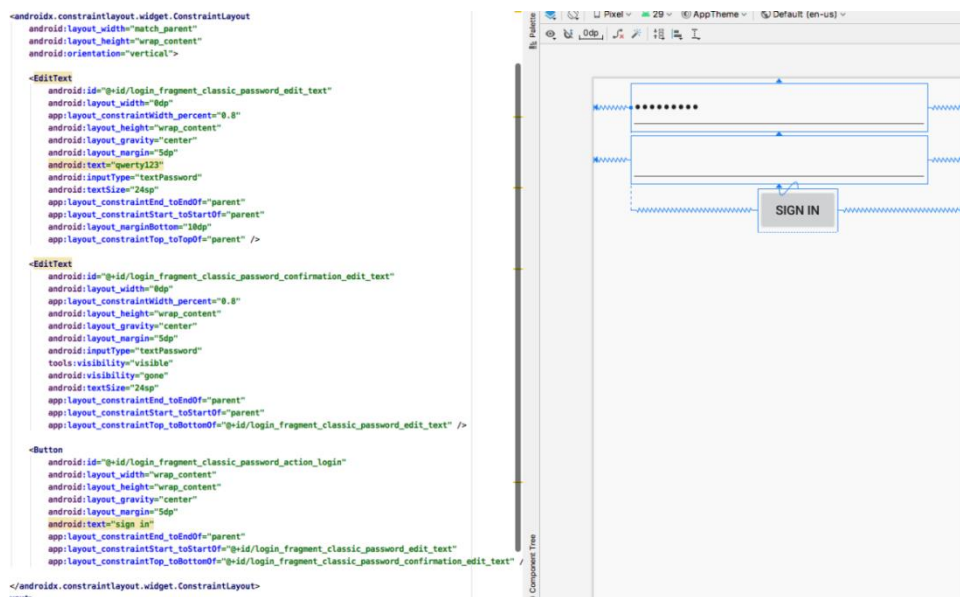 <androidx.constraintlayout.widget.ConstraintLayout
android:layout_width="match_parent"
android:layout_height="wrap_content"
android:orientation="vertical">
<EditText
android:id="@+id/login_fragment_classic_password_edit_text"
android:layout_width="0dp"
app:layout_constraintWidth_percent="0.8"
android:layout_height="wrap_content"
android:layout_gravity="center"
android:layout_margin="5dp"
android:text="qwerty123"
android:inputType="textPassword"
android:textSize="24sp"
app:layout_constraintEnd_toEndOf="parent"
app:layout_constraintStart_toStartOf="parent"
android:layout_marginBottom="10dp"
app:layout_constraintTop_toTopOf="parent" />
<EditText
android:id="@+id/login_fragment_classic_password_confirmation_edit_text"
android:layout_width="0dp"
app:layout_constraintWidth_percent="0.8"
android:layout_height="wrap_content"
android:layout_gravity="center"
android:layout_margin="5dp"
android:inputType="textPassword"
tools:visibility="visible"
android:visibility="gone"
android:textSize="24sp"
app:layout_constraintEnd_toEndOf="parent"
app:layout_constraintStart_toStartOf="parent"
app:layout_constraintTop_toBottomOf="@+id/login_fragment_classic_password_edit_text" />
<Button
android:id="@+id/login_fragment_classic_password_action_login"
android:layout_width="wrap_content"
android:layout_height="wrap_content"
android:layout_gravity="center"
android:layout_margin="5dp"
android:text="sign in"
app:layout_constraintEnd_toEndOf="parent"
app:layout_constraintStart_toStartOf="@+id/login_fragment_classic_password_edit_text"
app:layout_constraintTop_toBottomOf="@+id/login_fragment_classic_password_confirmation_edit_text" /
</androidx.constraintlayout.widget.ConstraintLayout>
Palette
Component Tree
Pixel 29 AppTheme Default (en-us)
0dp
SIGN IN